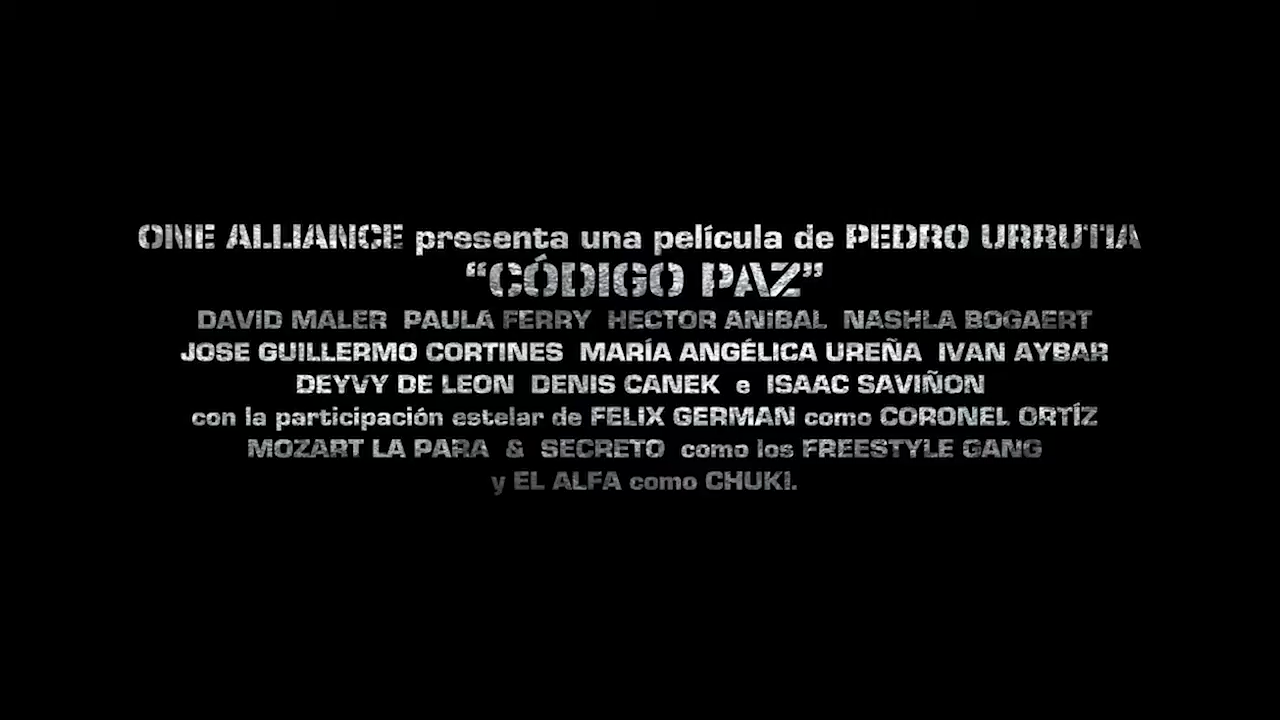 ONE ALLIANCE presenta una película de PEDRO URRUTIA
“CÓDIGO PAZ”
DAVID MALER PAULA FERRY HECTOR ANiBAL NASHLA BOGAERT
JOSE GUILLERMO CORTINES MARÍA ANGÉLICA UREÑA IVAN AYBAR
DEYVY DE LEON DENIS CANEK e ISAAC SAVIÑON
con la participación estelar de FELIX GERMAN como CORONEL ORTÍZ
MOZART LA PARA & SECRETO como los FREESTYLE GANG
y EL ALFA como CHUKI.